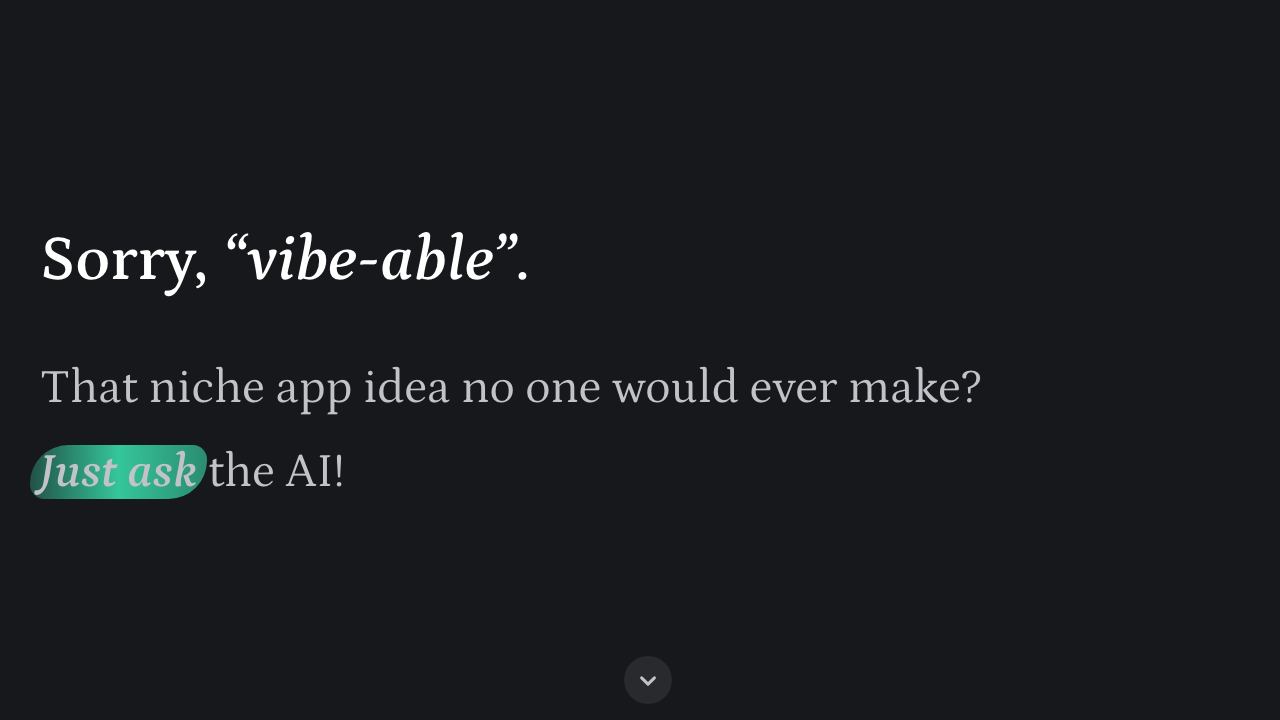 Sorry, “vibe-able”.
That niche app idea no one would ever make?
Just ask the AI!